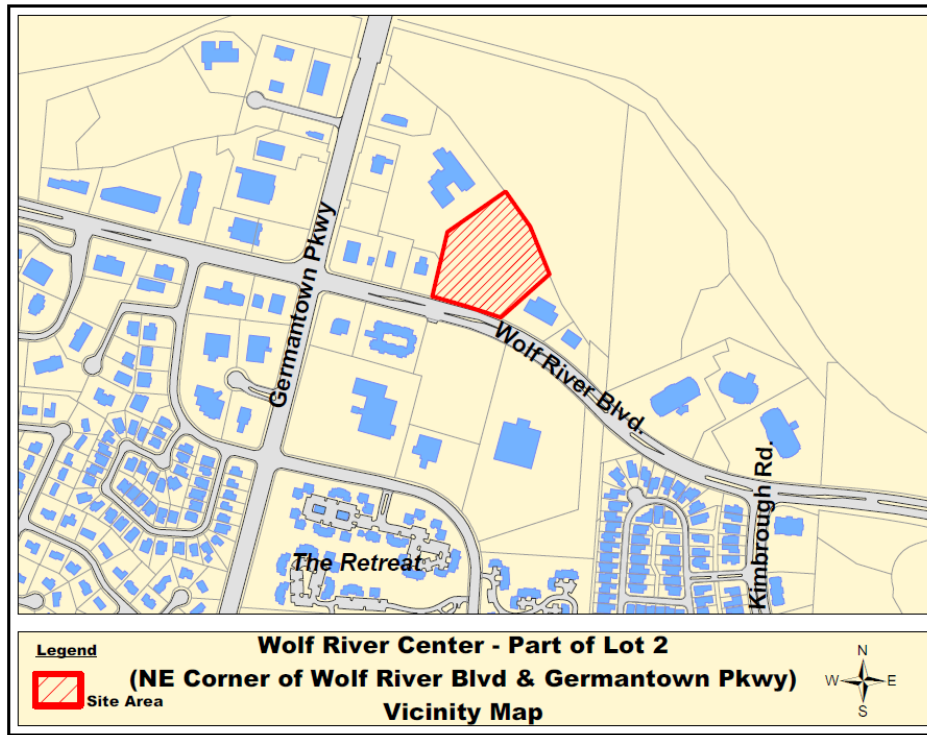 Germantown Pkwy
Wolf River Blvd.
Kimbrough Rd.
The Retreat
Legend
Site Area
Wolf River Center - Part of Lot 2
(NE Corner of Wolf River Blvd & Germantown Pkwy)
Vicinity Map
N
W E
S